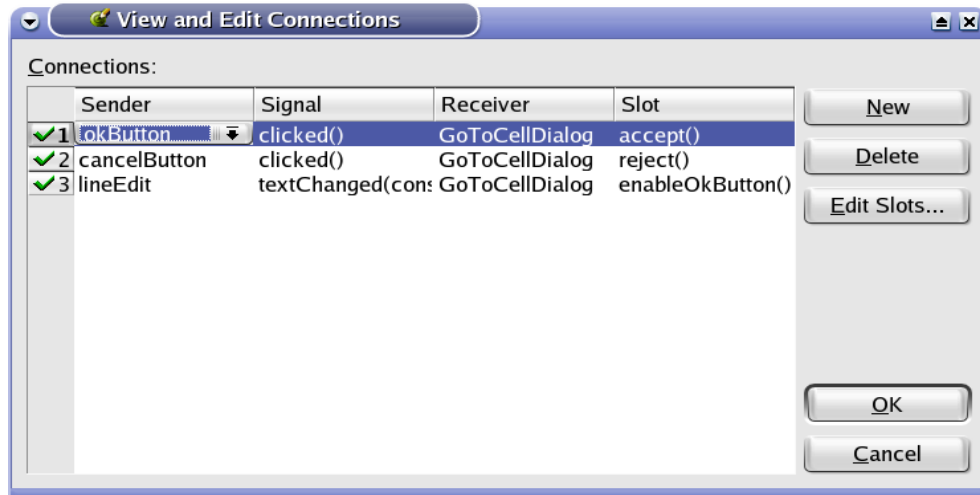 View and Edit Connections
Connections:
Sender Signal Receiver Slot
1 okButton clicked() GoToCellDialog accept()
2 cancelButton clicked() GoToCellDialog reject()
3 lineEdit textChanged(cons GoToCellDialog enableOkButton()
New
Delete
Edit Slots...
OK
Cancel